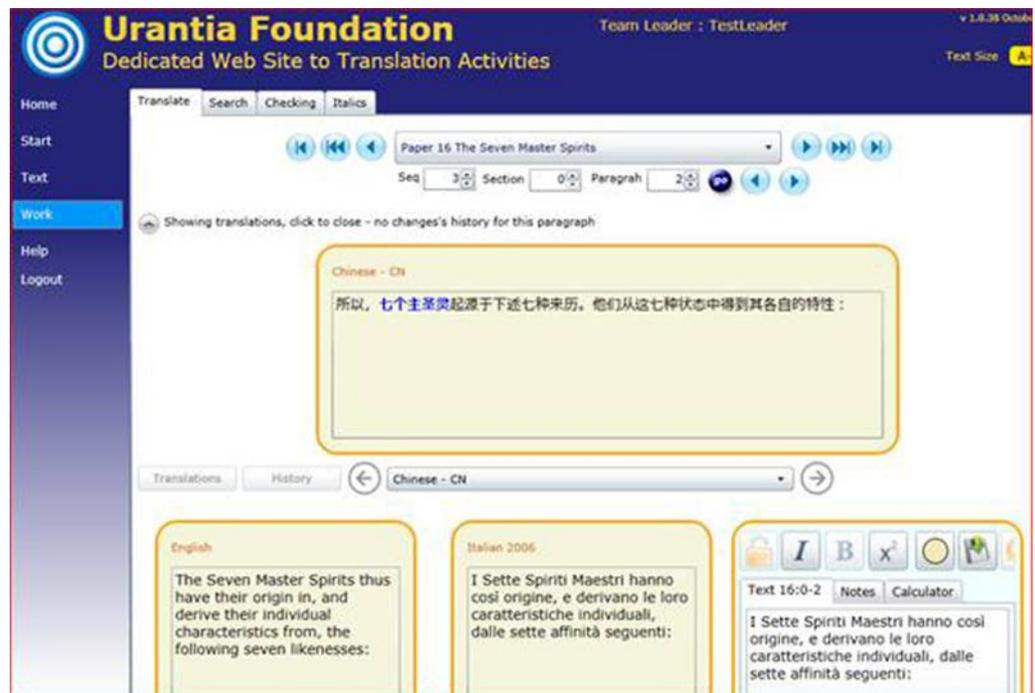 Urantia Foundation
Team Leader : TestLeader
v 1.0.38 Octob
Dedicated Web Site to Translation Activities
Text Size A-
Home
Start
Text
Work
Help
Logout
Translate Search Checking Italics
Paper 16 The Seven Master Spirits
Seq 3 Section 0 Paragrah 2 go
Showing translations, click to close - no changes's history for this paragraph
Chinese - CN
所以，七个主圣灵起源于下述七种来历。他们从这七种状态中得到其各自的特性：
Translations History Chinese - CN
English
The Seven Master Spirits thus
have their origin in, and
derive their individual
characteristics from, the
following seven likenesses:
Italian 2006
I Sette Spiriti Maestri hanno
così origine, e derivano le loro
caratteristiche individuali,
dalle sette affinità seguenti:
I B x²
Text 16:0-2 Notes Calculator
I Sette Spiriti Maestri hanno così
origine, e derivano le loro
caratteristiche individuali, dalle
sette affinità seguenti: